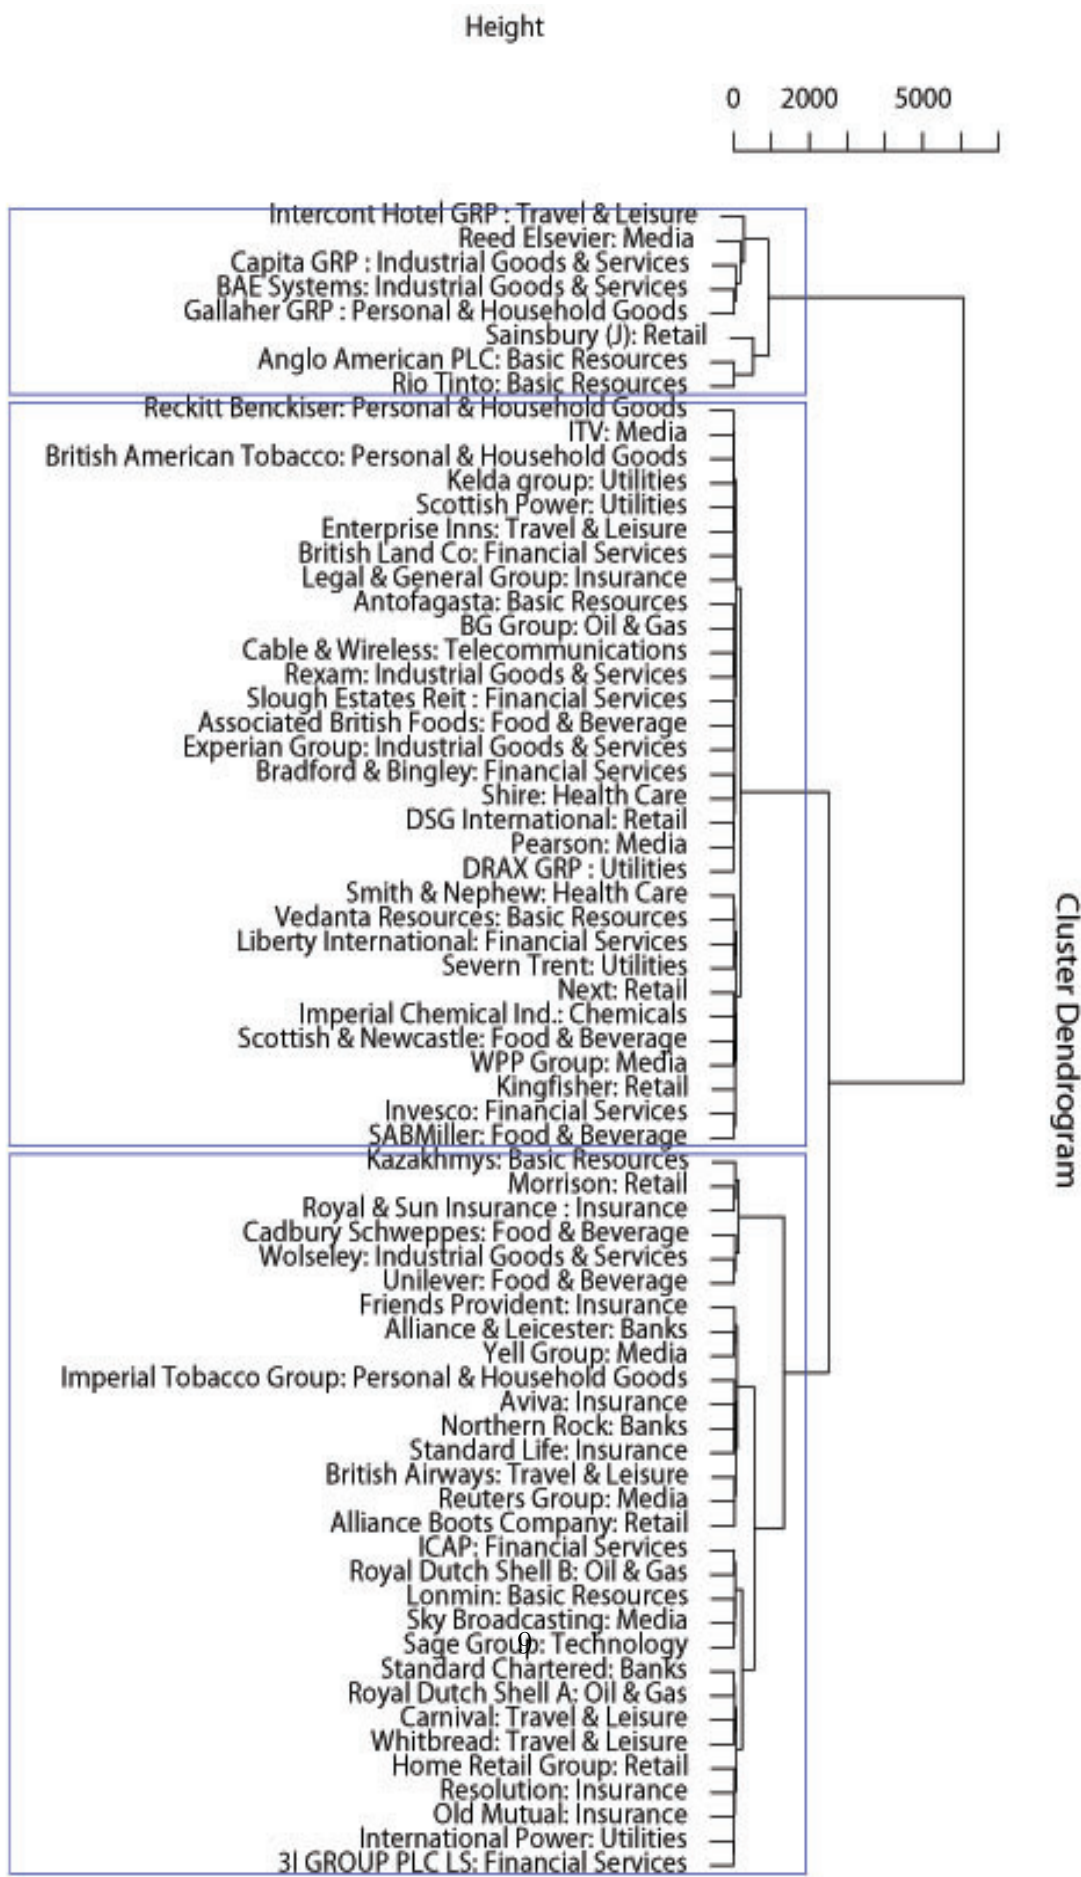 Height
0 2000 5000
Intercont Hotel GRP : Travel & Leisure
Reed Elsevier: Media
Capita GRP : Industrial Goods & Services
BAE Systems: Industrial Goods & Services
Gallaher GRP : Personal & Household Goods
Sainsbury (J): Retail
Anglo American PLC: Basic Resources
Rio Tinto: Basic Resources
Reckitt Benckiser: Personal & Household Goods
ITV: Media
British American Tobacco: Personal & Household Goods
Kelda group: Utilities
Scottish Power: Utilities
Enterprise Inns: Travel & Leisure
British Land Co: Financial Services
Legal & General Group: Insurance
Antofagasta: Basic Resources
BG Group: Oil & Gas
Cable & Wireless: Telecommunications
Rexam: Industrial Goods & Services
Slough Estates Reit : Financial Services
Associated British Foods: Food & Beverage
Experian Group: Industrial Goods & Services
Bradford & Bingley: Financial Services
Shire: Health Care
DSG International: Retail
Pearson: Media
DRAX GRP : Utilities
Smith & Nephew: Health Care
Vedanta Resources: Basic Resources
Liberty International: Financial Services
Severn Trent: Utilities
Next: Retail
Imperial Chemical Ind.: Chemicals
Scottish & Newcastle: Food & Beverage
WPP Group: Media
Kingfisher: Retail
Invesco: Financial Services
SABMiller: Food & Beverage
Kazakhmys: Basic Resources
Morrison: Retail
Royal & Sun Insurance : Insurance
Cadbury Schweppes: Food & Beverage
Wolseley: Industrial Goods & Services
Unilever: Food & Beverage
Friends Provident: Insurance
Alliance & Leicester: Banks
Yell Group: Media
Imperial Tobacco Group: Personal & Household Goods
Aviva: Insurance
Northern Rock: Banks
Standard Life: Insurance
British Airways: Travel & Leisure
Reuters Group: Media
Alliance Boots Company: Retail
ICAP: Financial Services
Royal Dutch Shell B: Oil & Gas
Lonmin: Basic Resources
Sky Broadcasting: Media
Sage Group: Technology
9
Standard Chartered: Banks
Royal Dutch Shell A: Oil & Gas
Carnival: Travel & Leisure
Whitbread: Travel & Leisure
Home Retail Group: Retail
Resolution: Insurance
Old Mutual: Insurance
International Power: Utilities
3I GROUP PLC LS: Financial Services
Cluster Dendrogram